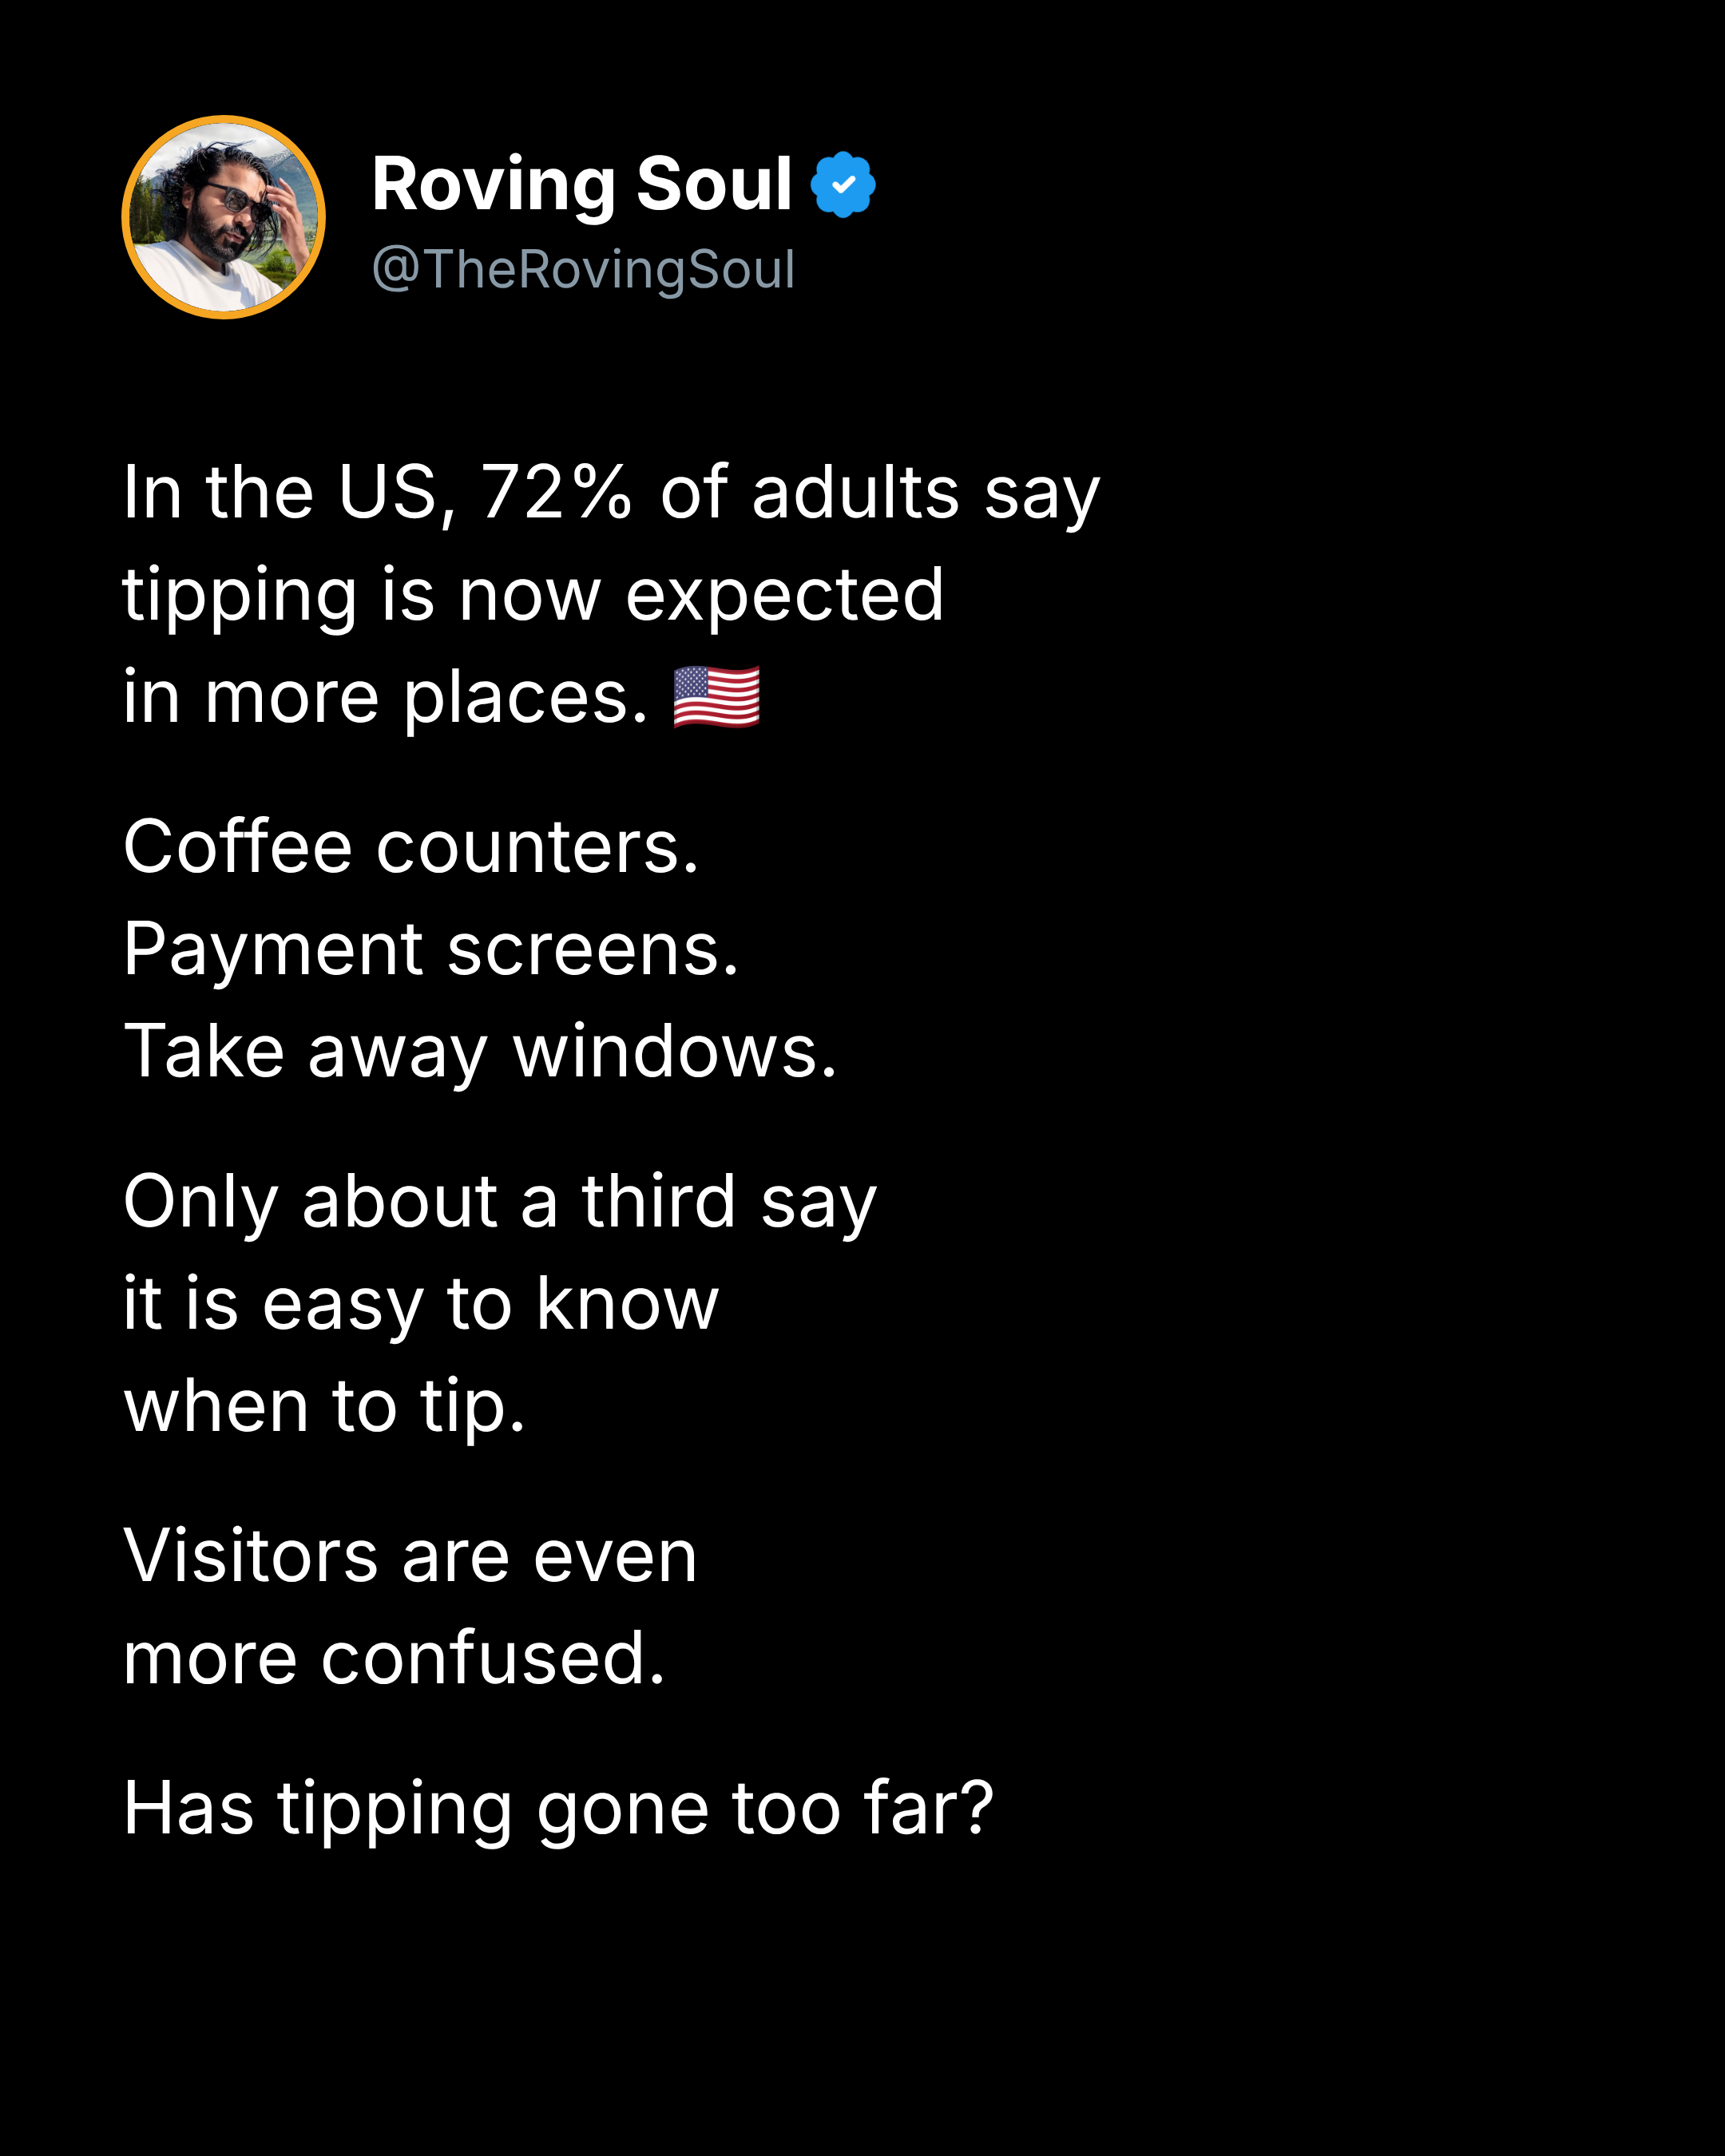 Roving Soul
@TheRovingSoul
In the US, 72% of adults say
tipping is now expected
in more places. 🇺🇸
Coffee counters.
Payment screens.
Take away windows.
Only about a third say
it is easy to know
when to tip.
Visitors are even
more confused.
Has tipping gone too far?